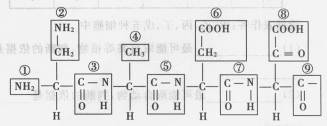 ② ⑥ ⑧
NH₂ COOH COOH
④
CH₂ CH₃ CH₂ C=O
① ③ ⑤ ⑦ ⑨
NH₂ C—N C—N C—N C—
O H O H O H O
H H H H